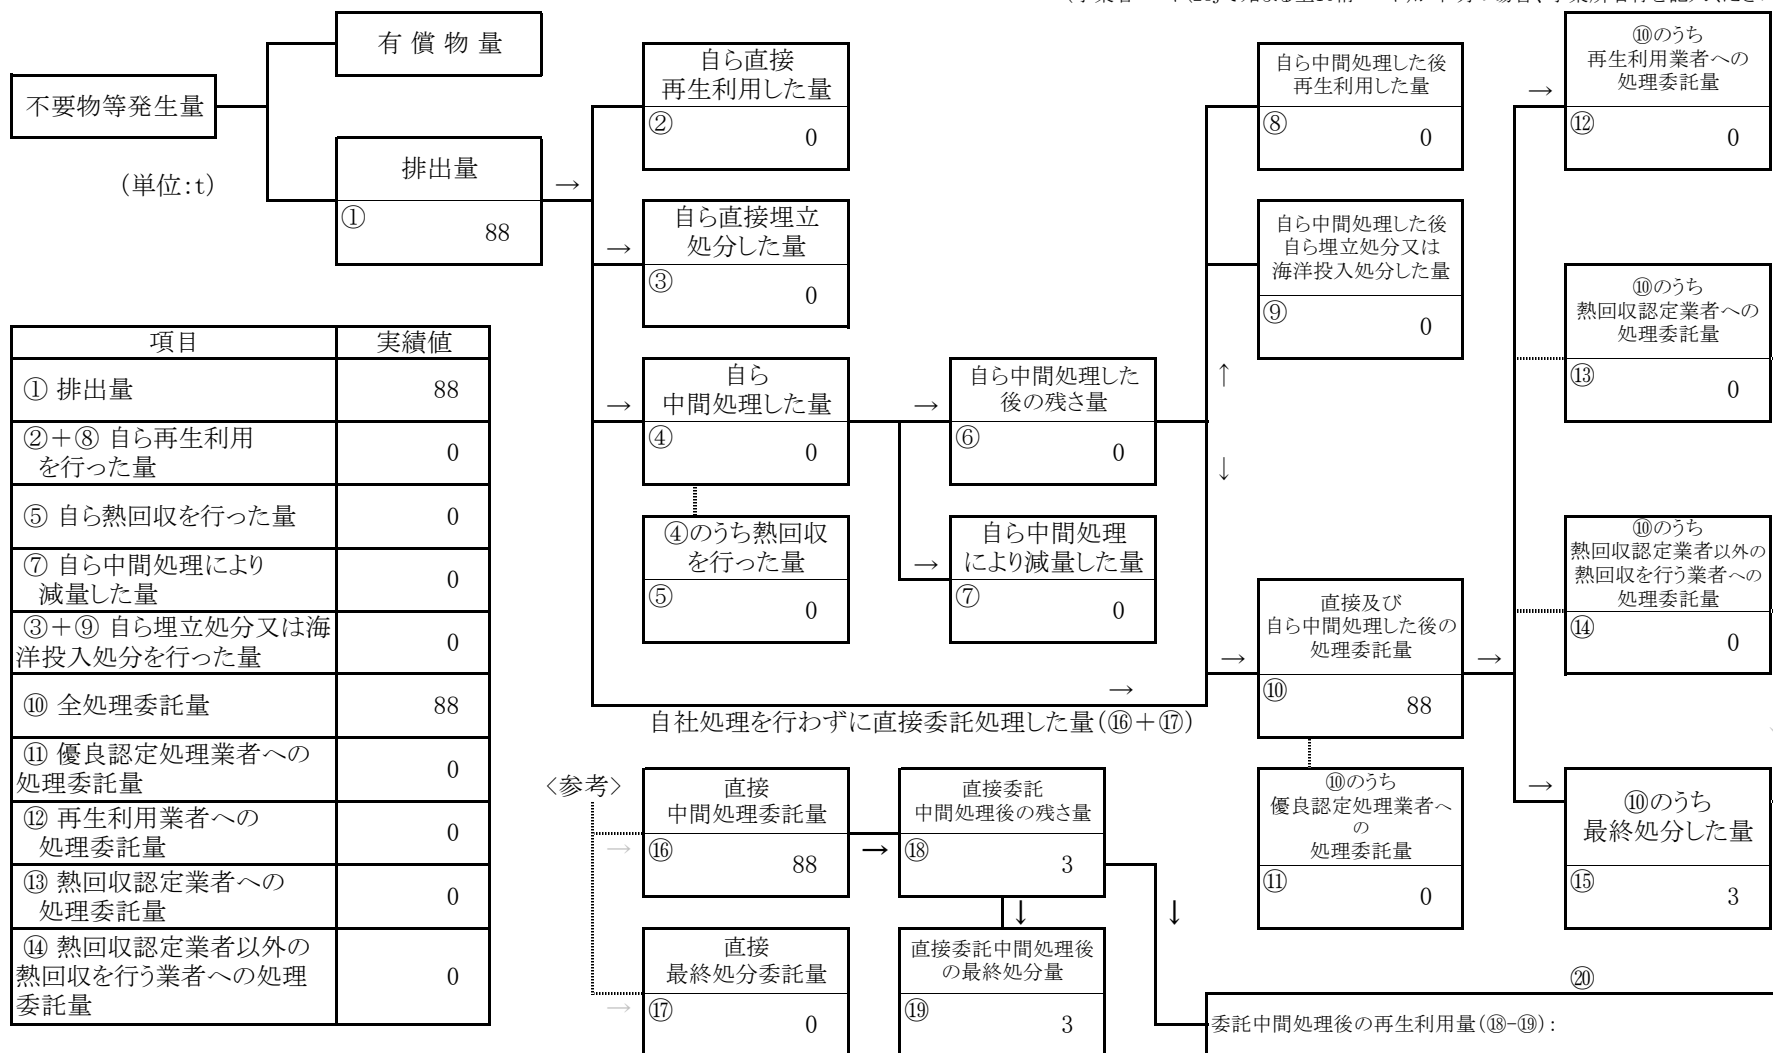 有 償 物 量
不要物等発生量
(単位:t)
排出量
①
88
→
自ら直接
再生利用した量
②
0
→
自ら直接埋立
処分した量
③
0
→
自ら
中間処理した量
④
0
④のうち熱回収
を行った量
⑤
0
→
自ら中間処理した
後の残さ量
⑥
0
→
自ら中間処理
により減量した量
⑦
0
自ら中間処理した後
再生利用した量
⑧
0
自ら中間処理した後
自ら埋立処分又は
海洋投入処分した量
⑨
0
↑
↓
→
自社処理を行わずに直接委託処理した量(⑯+⑰)
→
直接及び
自ら中間処理した後の
処理委託量
⑩
88
→
⑩のうち
優良認定処理業者へ
の
処理委託量
⑪
0
→
⑩のうち
再生利用業者への
処理委託量
⑫
0
⑩のうち
熱回収認定業者への
処理委託量
⑬
0
⑩のうち
熱回収認定業者以外の
熱回収を行う業者への
処理委託量
⑭
0
→
⑩のうち
最終処分した量
⑮
3
項目 実績値
① 排出量 88
②+⑧ 自ら再生利用
を行った量 0
⑤ 自ら熱回収を行った量 0
⑦ 自ら中間処理により
減量した量 0
③+⑨ 自ら埋立処分又は海
洋投入処分を行った量 0
⑩ 全処理委託量 88
⑪ 優良認定処理業者への
処理委託量 0
⑫ 再生利用業者への
処理委託量 0
⑬ 熱回収認定業者への
処理委託量 0
⑭ 熱回収認定業者以外の
熱回収を行う業者への処理
委託量 0
〈参考〉
→
直接
中間処理委託量
⑯
88
→
直接委託
中間処理後の残さ量
⑱
3
↓
↓
→
直接
最終処分委託量
⑰
0
直接委託中間処理後
の最終処分量
⑲
3
⑳
委託中間処理後の再生利用量(⑱-⑲):